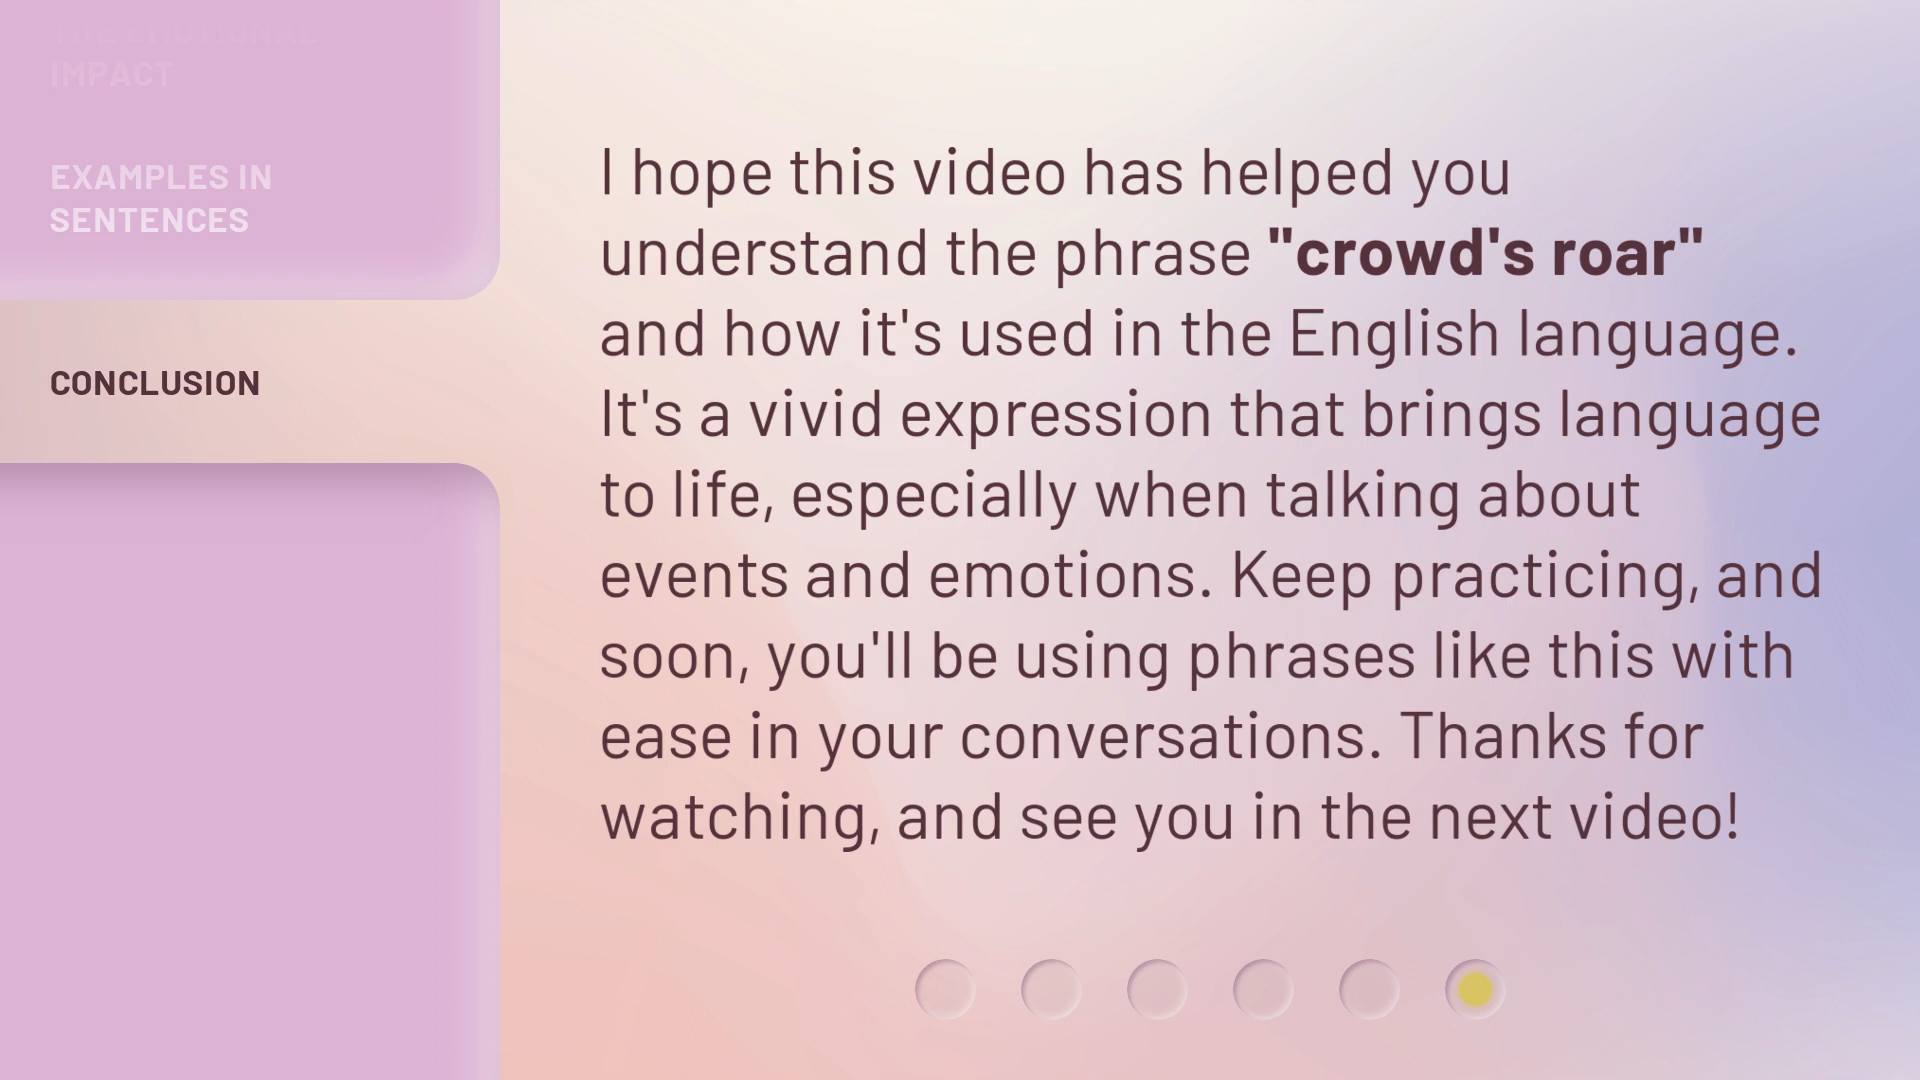 THE EMOTIONAL
IMPACT
EXAMPLES IN
SENTENCES
CONCLUSION
I hope this video has helped you
understand the phrase "crowd's roar"
and how it's used in the English language.
It's a vivid expression that brings language
to life, especially when talking about
events and emotions. Keep practicing, and
soon, you'll be using phrases like this with
ease in your conversations. Thanks for
watching, and see you in the next video!